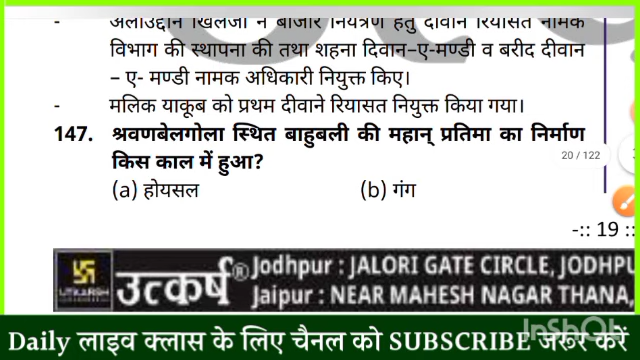 - अलाउद्दीन खिलजी ने बाजार नियंत्रण हेतु दीवान रियासत नामक
विभाग की स्थापना की तथा शहना दिवान–ए–मण्डी व बरीद दीवान
– ए- मण्डी नामक अधिकारी नियुक्त किए।
- मलिक याकूब को प्रथम दीवाने रियासत नियुक्त किया गया।
147. श्रवणबेलगोला स्थित बाहुबली की महान् प्रतिमा का निर्माण
किस काल में हुआ?
20 / 122
(a) होयसल (b) गंग
-:: 19 ::
UTKARSH
उत्कर्ष®
Jodhpur : JALORI GATE CIRCLE, JODHPU
Jaipur : NEAR MAHESH NAGAR THANA,
InShOt
Daily लाइव क्लास के लिए चैनल को SUBSCRIBE जरूर करें